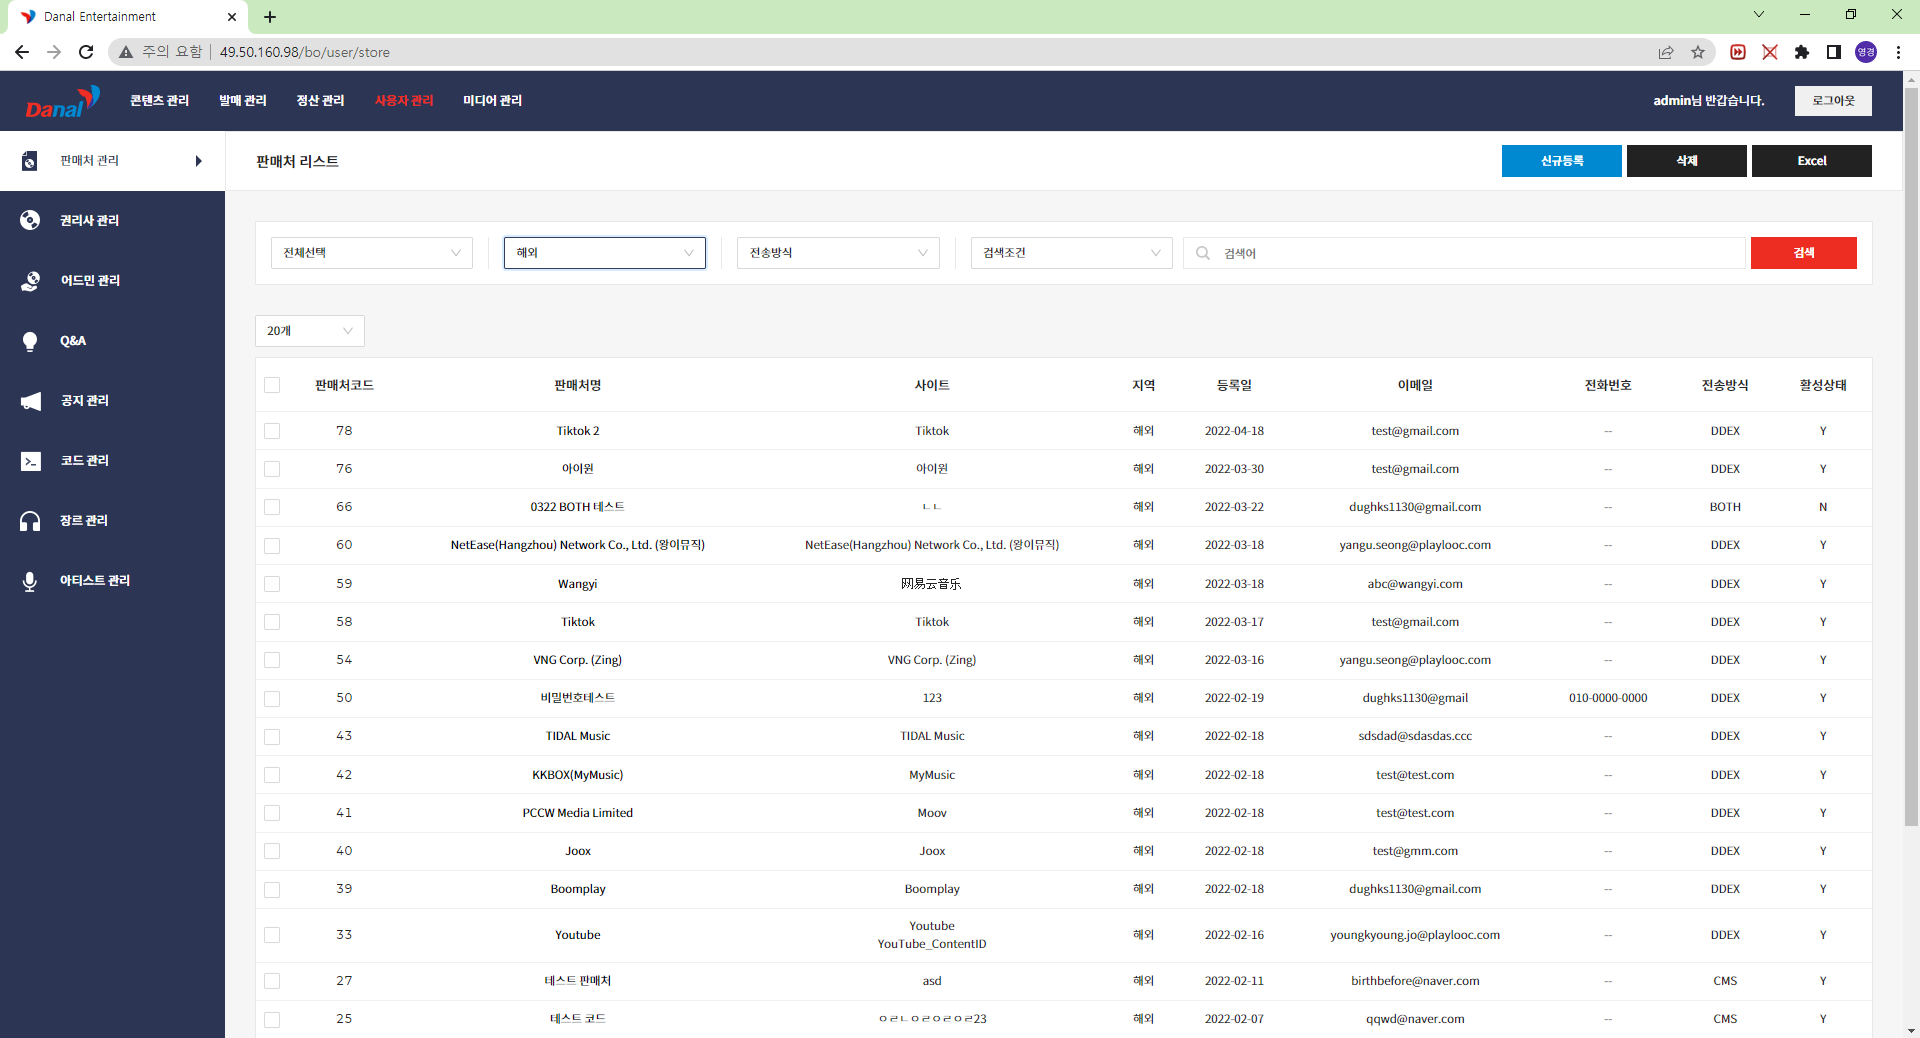 Danal Entertainment
주의 요함
49.50.160.98/bo/user/store
영경
Danal
콘텐츠 관리
발매 관리
정산 관리
사용자 관리
미디어 관리
admin님 반갑습니다.
로그아웃
판매처 관리
권리사 관리
어드민 관리
Q&A
공지 관리
코드 관리
장르 관리
아티스트 관리
판매처 리스트
신규등록
삭제
Excel
전체선택
해외
전송방식
검색조건
검색어
검색
20개
판매처코드 판매처명 사이트 지역 등록일 이메일 전화번호 전송방식 활성상태
78 Tiktok 2 Tiktok 해외 2022-04-18 test@gmail.com -- DDEX Y
76 아이원 아이원 해외 2022-03-30 test@gmail.com -- DDEX Y
66 0322 BOTH 테스트 ㄴㄴ 해외 2022-03-22 dughks1130@gmail.com -- BOTH N
60 NetEase(Hangzhou) Network Co., Ltd. (왕이뮤직) NetEase(Hangzhou) Network Co., Ltd. (왕이뮤직) 해외 2022-03-18 yangu.seong@playlooc.com -- DDEX Y
59 Wangyi 网易云音乐 해외 2022-03-18 abc@wangyi.com -- DDEX Y
58 Tiktok Tiktok 해외 2022-03-17 test@gmail.com -- DDEX Y
54 VNG Corp. (Zing) VNG Corp. (Zing) 해외 2022-03-16 yangu.seong@playlooc.com -- DDEX Y
50 비밀번호테스트 123 해외 2022-02-19 dughks1130@gmail 010-0000-0000 DDEX Y
43 TIDAL Music TIDAL Music 해외 2022-02-18 sdsdad@sdasdas.ccc -- DDEX Y
42 KKBOX(MyMusic) MyMusic 해외 2022-02-18 test@test.com -- DDEX Y
41 PCCW Media Limited Moov 해외 2022-02-18 test@test.com -- DDEX Y
40 Joox Joox 해외 2022-02-18 test@gmm.com -- DDEX Y
39 Boomplay Boomplay 해외 2022-02-18 dughks1130@gmail.com -- DDEX Y
33 Youtube Youtube
YouTube_ContentID 해외 2022-02-16 youngkyoung.jo@playlooc.com -- DDEX Y
27 테스트 판매처 asd 해외 2022-02-11 birthbefore@naver.com -- CMS Y
25 테스트 코드 ㅇㄹㄴㅇㄹㅇㄹㅇㄹ23 해외 2022-02-07 qqwd@naver.com -- CMS Y